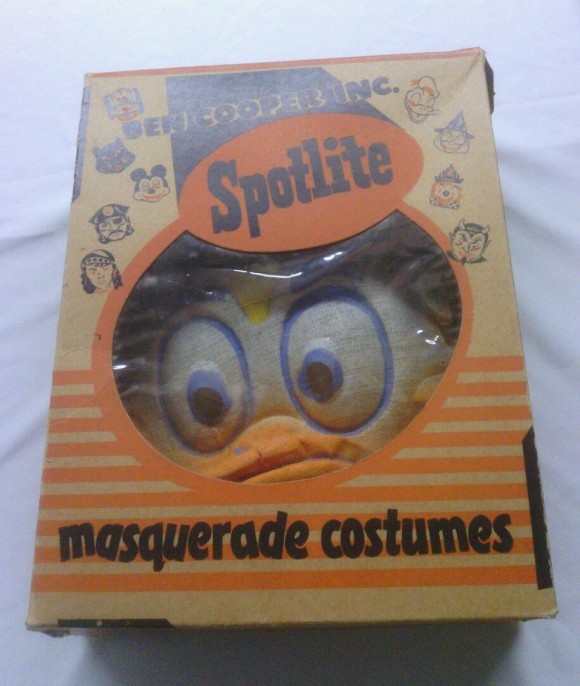 BEN COOPER INC.
Spotlite
masquerade costumes